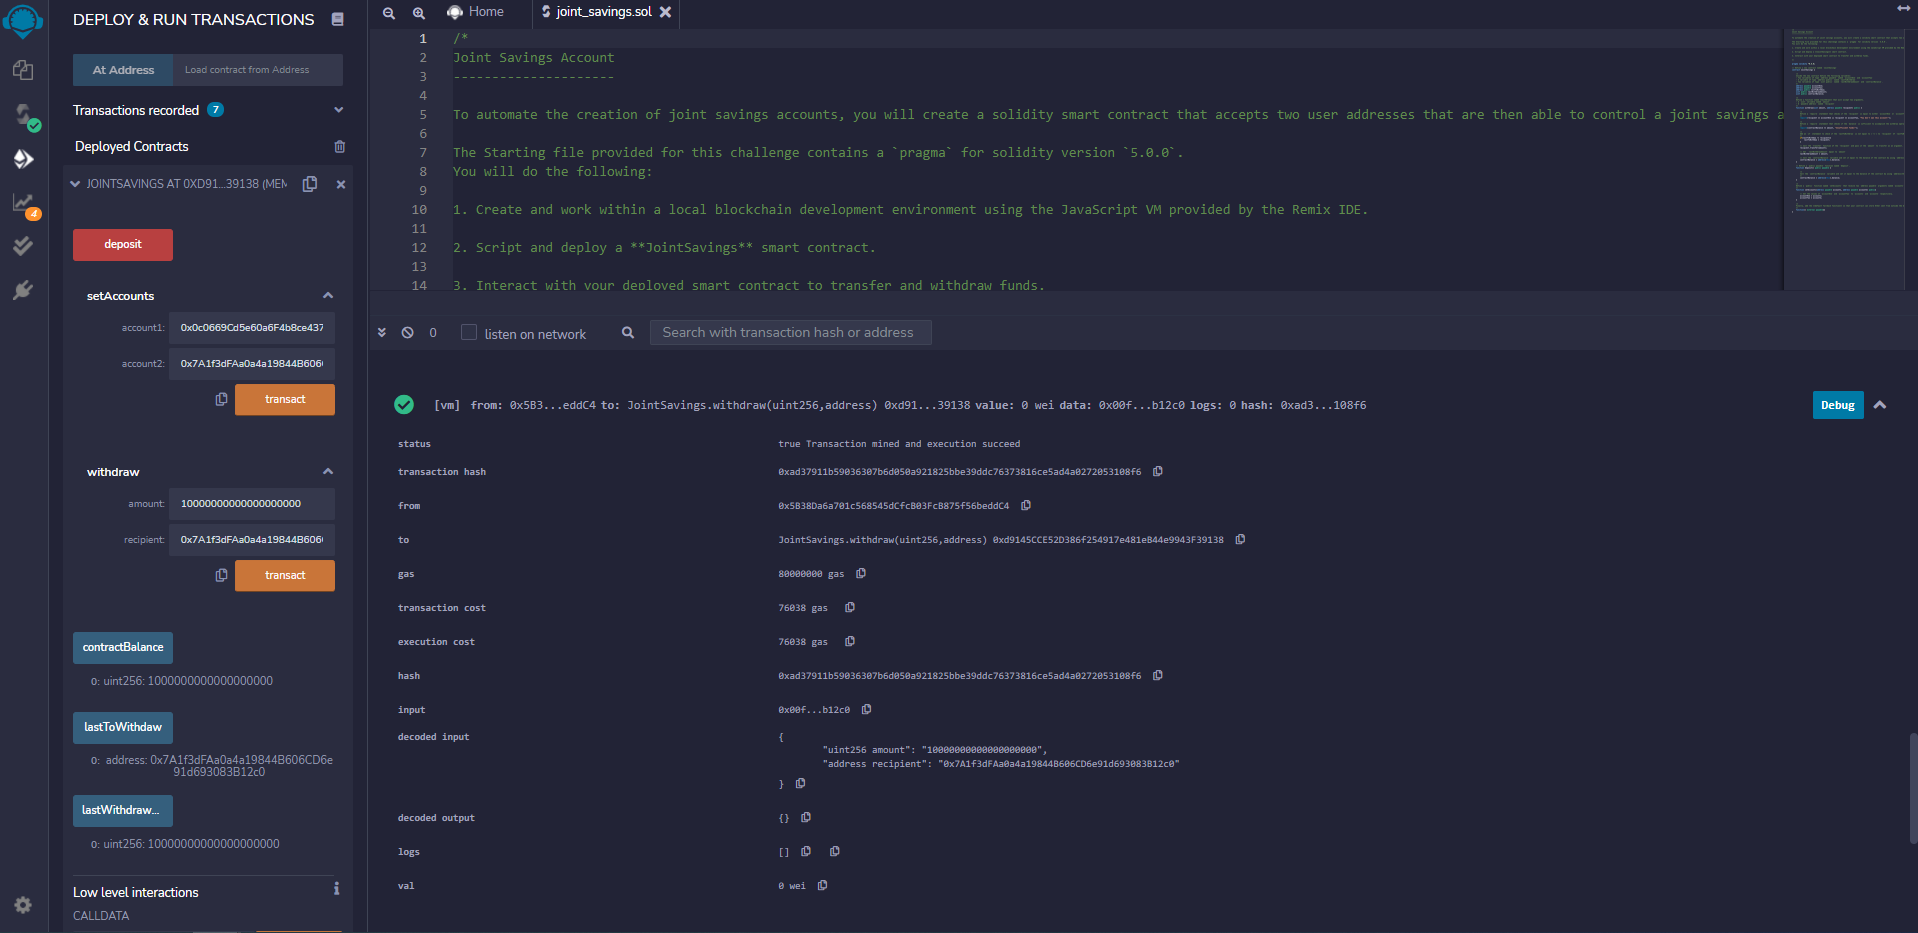 DEPLOY & RUN TRANSACTIONS
At Address
Load contract from Address
Transactions recorded 7
Deployed Contracts
JOINTSAVINGS AT 0XD91...39138 (MEM
4
deposit
setAccounts
account1: 0x0c0669Cd5e60a6F4b8ce437
account2: 0x7A1f3dFAa0a4a19844B606
transact
withdraw
amount: 10000000000000000000
recipient: 0x7A1f3dFAa0a4a19844B606
transact
contractBalance
0: uint256: 1000000000000000000
lastToWithdaw
0: address: 0x7A1f3dFAa0a4a19844B606CD6e
91d693083B12c0
lastWithdraw...
0: uint256: 10000000000000000000
Low level interactions
CALLDATA
Home
joint_savings.sol
1 /*
2 Joint Savings Account
3 ---------------------
4
5 To automate the creation of joint savings accounts, you will create a solidity smart contract that accepts two user addresses that are then able to control a joint savings a
6
7 The Starting file provided for this challenge contains a `pragma` for solidity version `5.0.0`.
8 You will do the following:
9
10 1. Create and work within a local blockchain development environment using the JavaScript VM provided by the Remix IDE.
11
12 2. Script and deploy a **JointSavings** smart contract.
13
14 3. Interact with your deployed smart contract to transfer and withdraw funds.
0 listen on network Search with transaction hash or address
[vm] from: 0x5B3...eddC4 to: JointSavings.withdraw(uint256,address) 0xd91...39138 value: 0 wei data: 0x00f...b12c0 logs: 0 hash: 0xad3...108f6
Debug
status true Transaction mined and execution succeed
transaction hash 0xad37911b59036307b6d050a921825bbe39ddc76373816ce5ad4a0272053108f6
from 0x5B38Da6a701c568545dCfcB03FcB875f56beddC4
to JointSavings.withdraw(uint256,address) 0xd9145CCE52D386f254917e481eB44e9943F39138
gas 80000000 gas
transaction cost 76038 gas
execution cost 76038 gas
hash 0xad37911b59036307b6d050a921825bbe39ddc76373816ce5ad4a0272053108f6
input 0x00f...b12c0
decoded input {
"uint256 amount": "10000000000000000000",
"address recipient": "0x7A1f3dFAa0a4a19844B606CD6e91d693083B12c0"
}
decoded output {}
logs []
val 0 wei